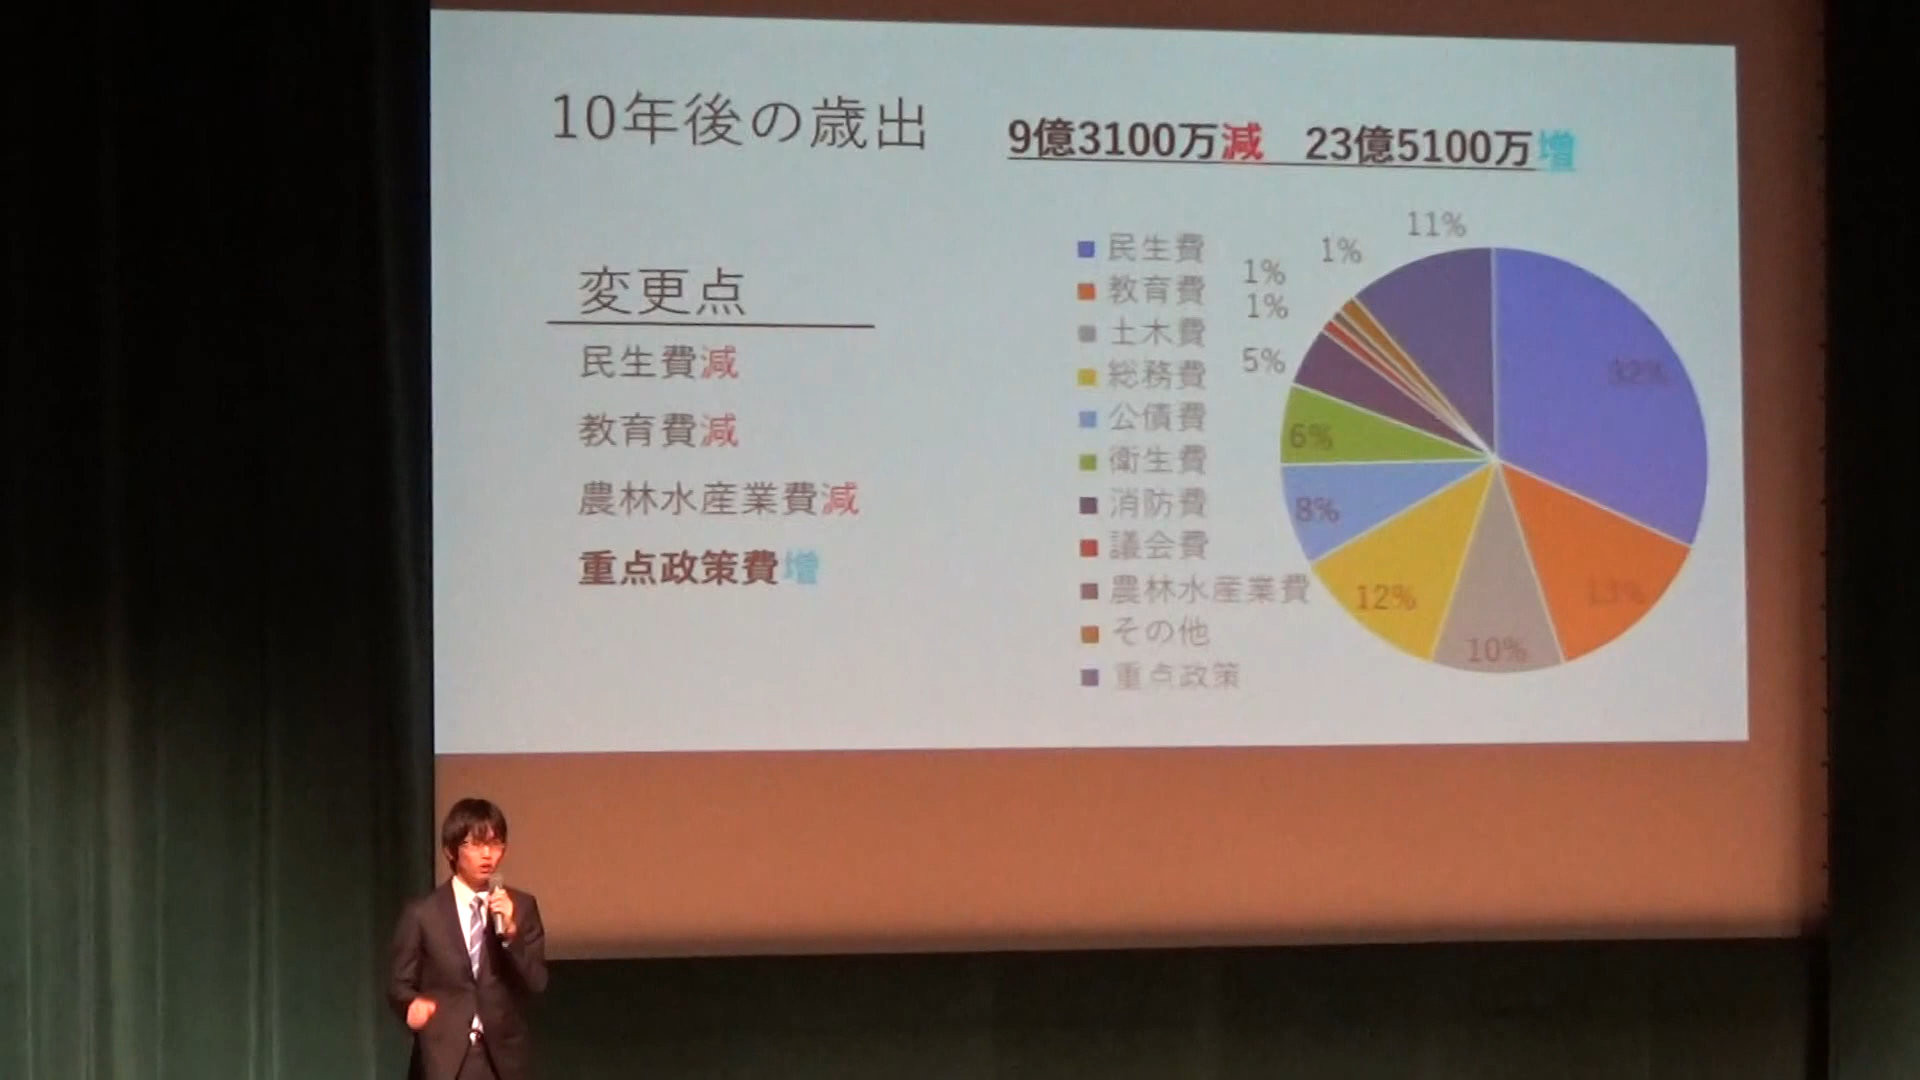 10年後の歳出
9億3100万減 23億5100万増
変更点
民生費減
教育費減
農林水産業費減
重点政策費増
民生費
教育費
土木費
総務費
公債費
衛生費
消防費
議会費
農林水産業費
その他
重点政策
11%
1%
1%
1%
5%
6%
8%
12%
10%
13%
32%